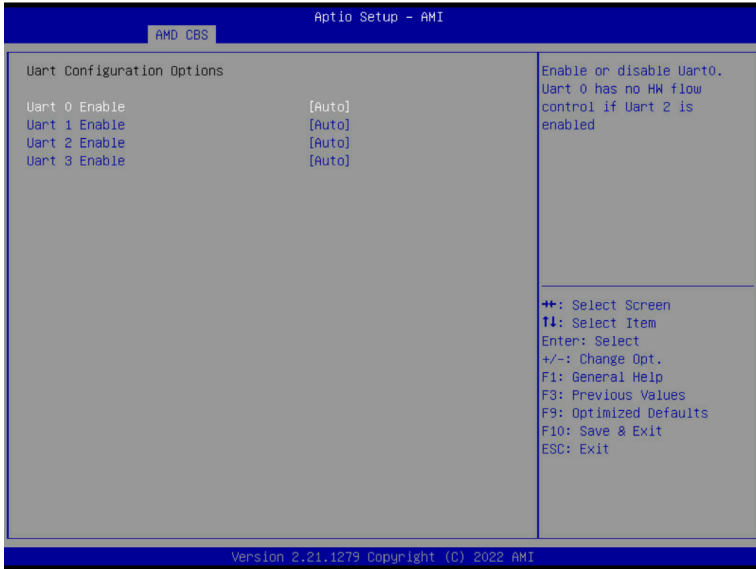 Aptio Setup – AMI
AMD CBS
Uart Configuration Options
Uart 0 Enable [Auto]
Uart 1 Enable [Auto]
Uart 2 Enable [Auto]
Uart 3 Enable [Auto]
Enable or disable Uart0.
Uart 0 has no HW flow
control if Uart 2 is
enabled
→←: Select Screen
↑↓: Select Item
Enter: Select
+/-: Change Opt.
F1: General Help
F3: Previous Values
F9: Optimized Defaults
F10: Save & Exit
ESC: Exit
Version 2.21.1279 Copyright (C) 2022 AMI